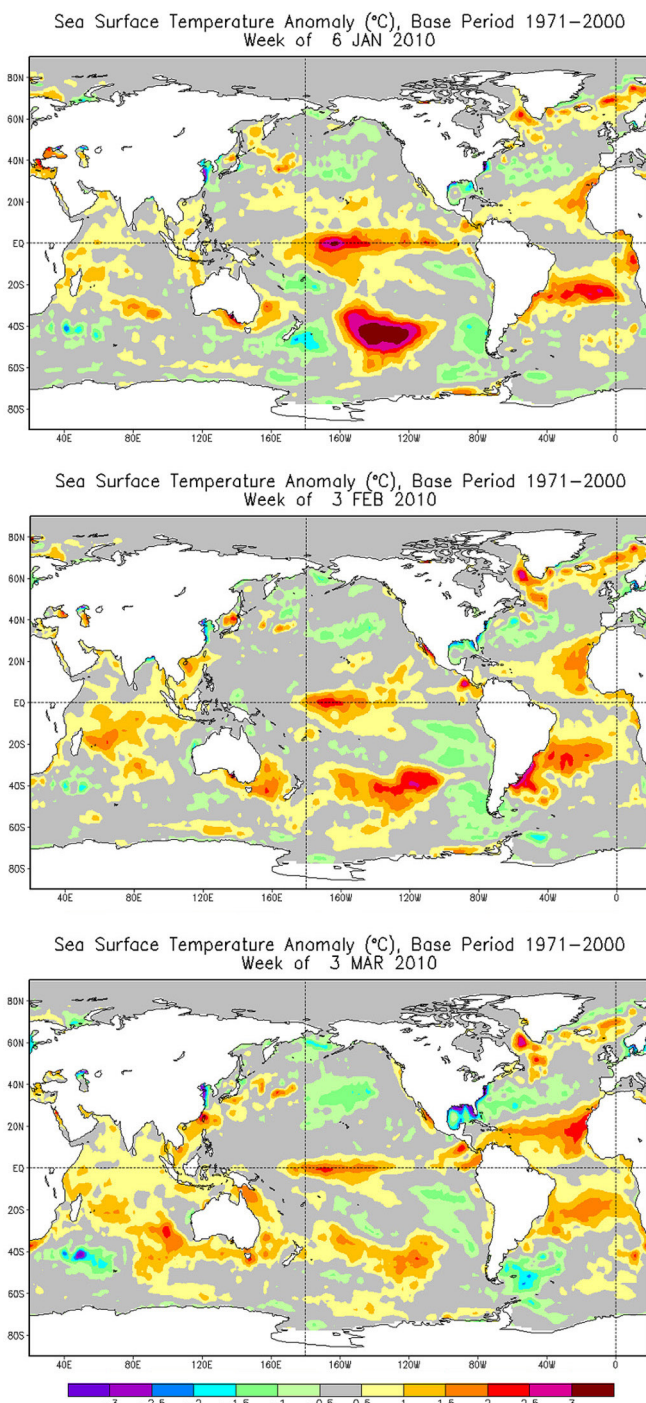 Sea Surface Temperature Anomaly (°C), Base Period 1971–2000
Week of 6 JAN 2010
80N
60N
40N
20N
EQ
20S
40S
60S
80S
40E 80E 120E 160E 160W 120W 80W 40W 0
Sea Surface Temperature Anomaly (°C), Base Period 1971–2000
Week of 3 FEB 2010
80N
60N
40N
20N
EQ
20S
40S
60S
80S
40E 80E 120E 160E 160W 120W 80W 40W 0
Sea Surface Temperature Anomaly (°C), Base Period 1971–2000
Week of 3 MAR 2010
80N
60N
40N
20N
EQ
20S
40S
60S
80S
40E 80E 120E 160E 160W 120W 80W 40W 0